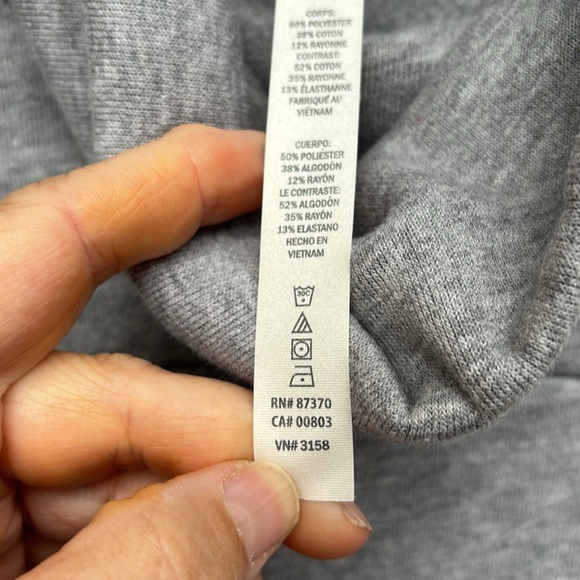 CORPS:
50% POLYESTER
38% COTON
12% RAYONNE
CONTRAST:
52% COTON
35% RAYONNE
13% ÉLASTHANNE
FABRIQUÉ AU
VIÊTNAM
CUERPO:
50% POLIÉSTER
38% ALGODÓN
12% RAYÓN
LE CONTRASTE:
52% ALGODÓN
35% RAYÓN
13% ELASTANO
HECHO EN
VIETNAM
30C
RN# 87370
CA# 00803
VN# 3158